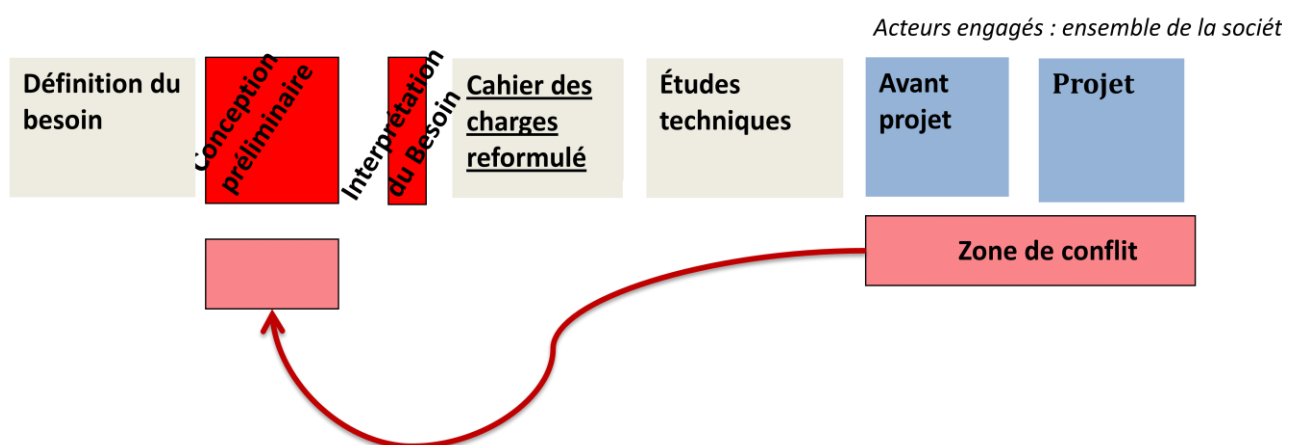 Acteurs engagés : ensemble de la sociét
Définition du
besoin
Conception
préliminaire
Interprétation
du Besoin
Cahier des
charges
reformulé
Études
techniques
Avant
projet
Projet
Zone de conflit